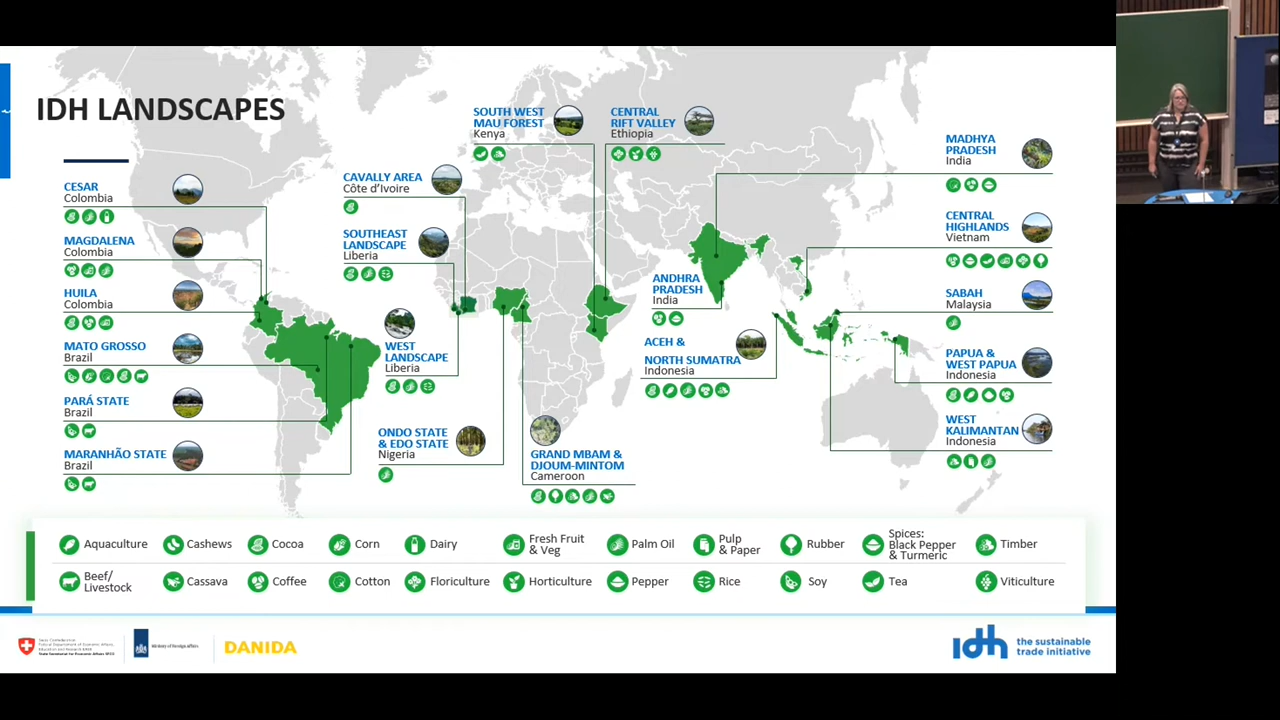 IDH LANDSCAPES
SOUTH WEST
MAU FOREST
Kenya
CENTRAL
RIFT VALLEY
Ethiopia
MADHYA
PRADESH
India
CESAR
Colombia
CAVALLY AREA
Côte d'Ivoire
MAGDALENA
Colombia
SOUTHEAST
LANDSCAPE
Liberia
CENTRAL
HIGHLANDS
Vietnam
HUILA
Colombia
ANDHRA
PRADESH
India
SABAH
Malaysia
MATO GROSSO
Brazil
WEST
LANDSCAPE
Liberia
ACEH &
NORTH SUMATRA
Indonesia
PAPUA &
WEST PAPUA
Indonesia
PARÁ STATE
Brazil
ONDO STATE
& EDO STATE
Nigeria
WEST
KALIMANTAN
Indonesia
MARANHÃO STATE
Brazil
GRAND MBAM &
DJOUM-MINTOM
Cameroon
Aquaculture
Cashews
Cocoa
Corn
Dairy
Fresh Fruit
& Veg
Palm Oil
Pulp
& Paper
Rubber
Spices:
Black Pepper
& Turmeric
Timber
Beef/
Livestock
Cassava
Coffee
Cotton
Floriculture
Horticulture
Pepper
Rice
Soy
Tea
Viticulture
Ministry of Foreign Affairs
DANIDA
idh
the sustainable
trade initiative